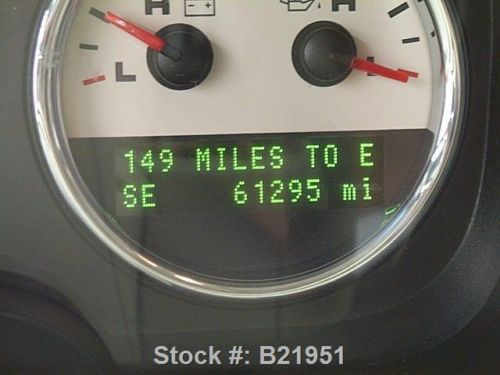 H H
L L
149 MILES TO E
SE 61295 mi
Stock #: B21951